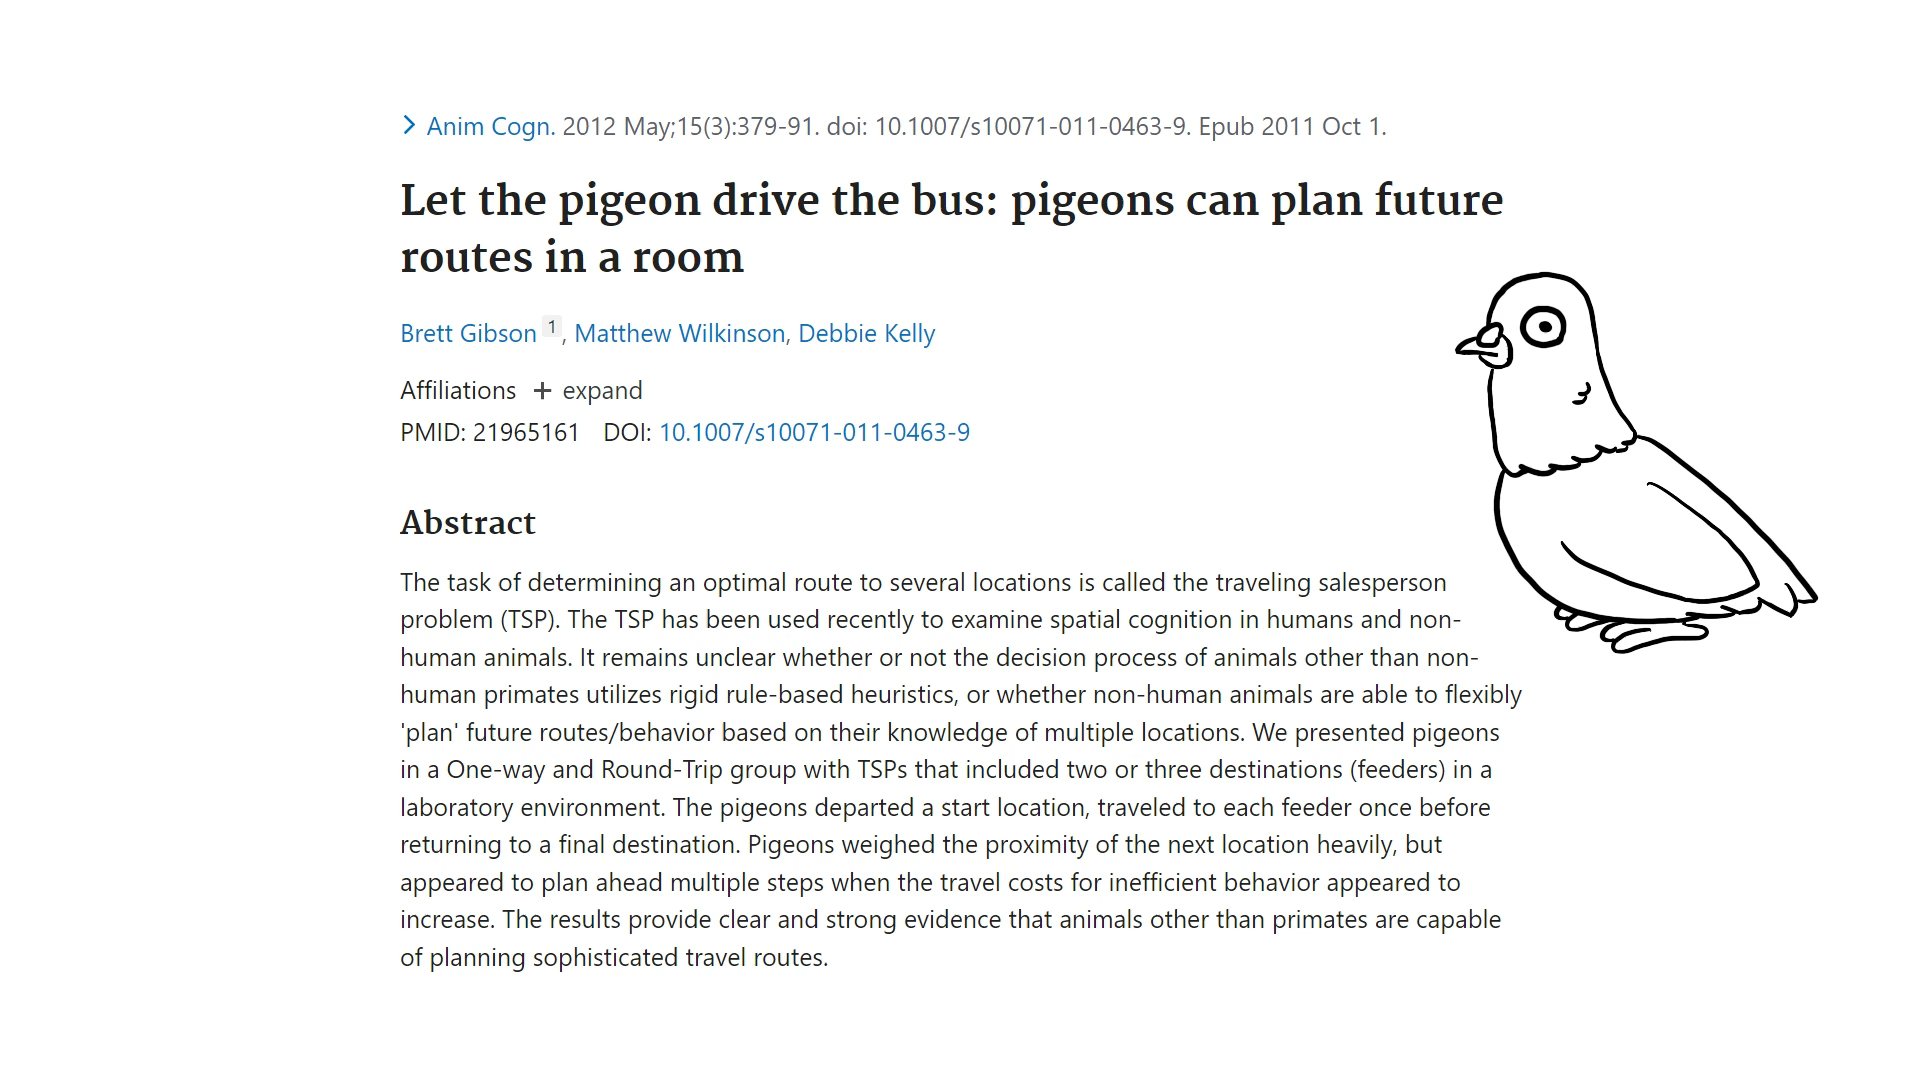 > Anim Cogn. 2012 May;15(3):379-91. doi: 10.1007/s10071-011-0463-9. Epub 2011 Oct 1.
Let the pigeon drive the bus: pigeons can plan future
routes in a room
Brett Gibson 1, Matthew Wilkinson, Debbie Kelly
Affiliations + expand
PMID: 21965161 DOI: 10.1007/s10071-011-0463-9
Abstract
The task of determining an optimal route to several locations is called the traveling salesperson
problem (TSP). The TSP has been used recently to examine spatial cognition in humans and non-
human animals. It remains unclear whether or not the decision process of animals other than non-
human primates utilizes rigid rule-based heuristics, or whether non-human animals are able to flexibly
'plan' future routes/behavior based on their knowledge of multiple locations. We presented pigeons
in a One-way and Round-Trip group with TSPs that included two or three destinations (feeders) in a
laboratory environment. The pigeons departed a start location, traveled to each feeder once before
returning to a final destination. Pigeons weighed the proximity of the next location heavily, but
appeared to plan ahead multiple steps when the travel costs for inefficient behavior appeared to
increase. The results provide clear and strong evidence that animals other than primates are capable
of planning sophisticated travel routes.